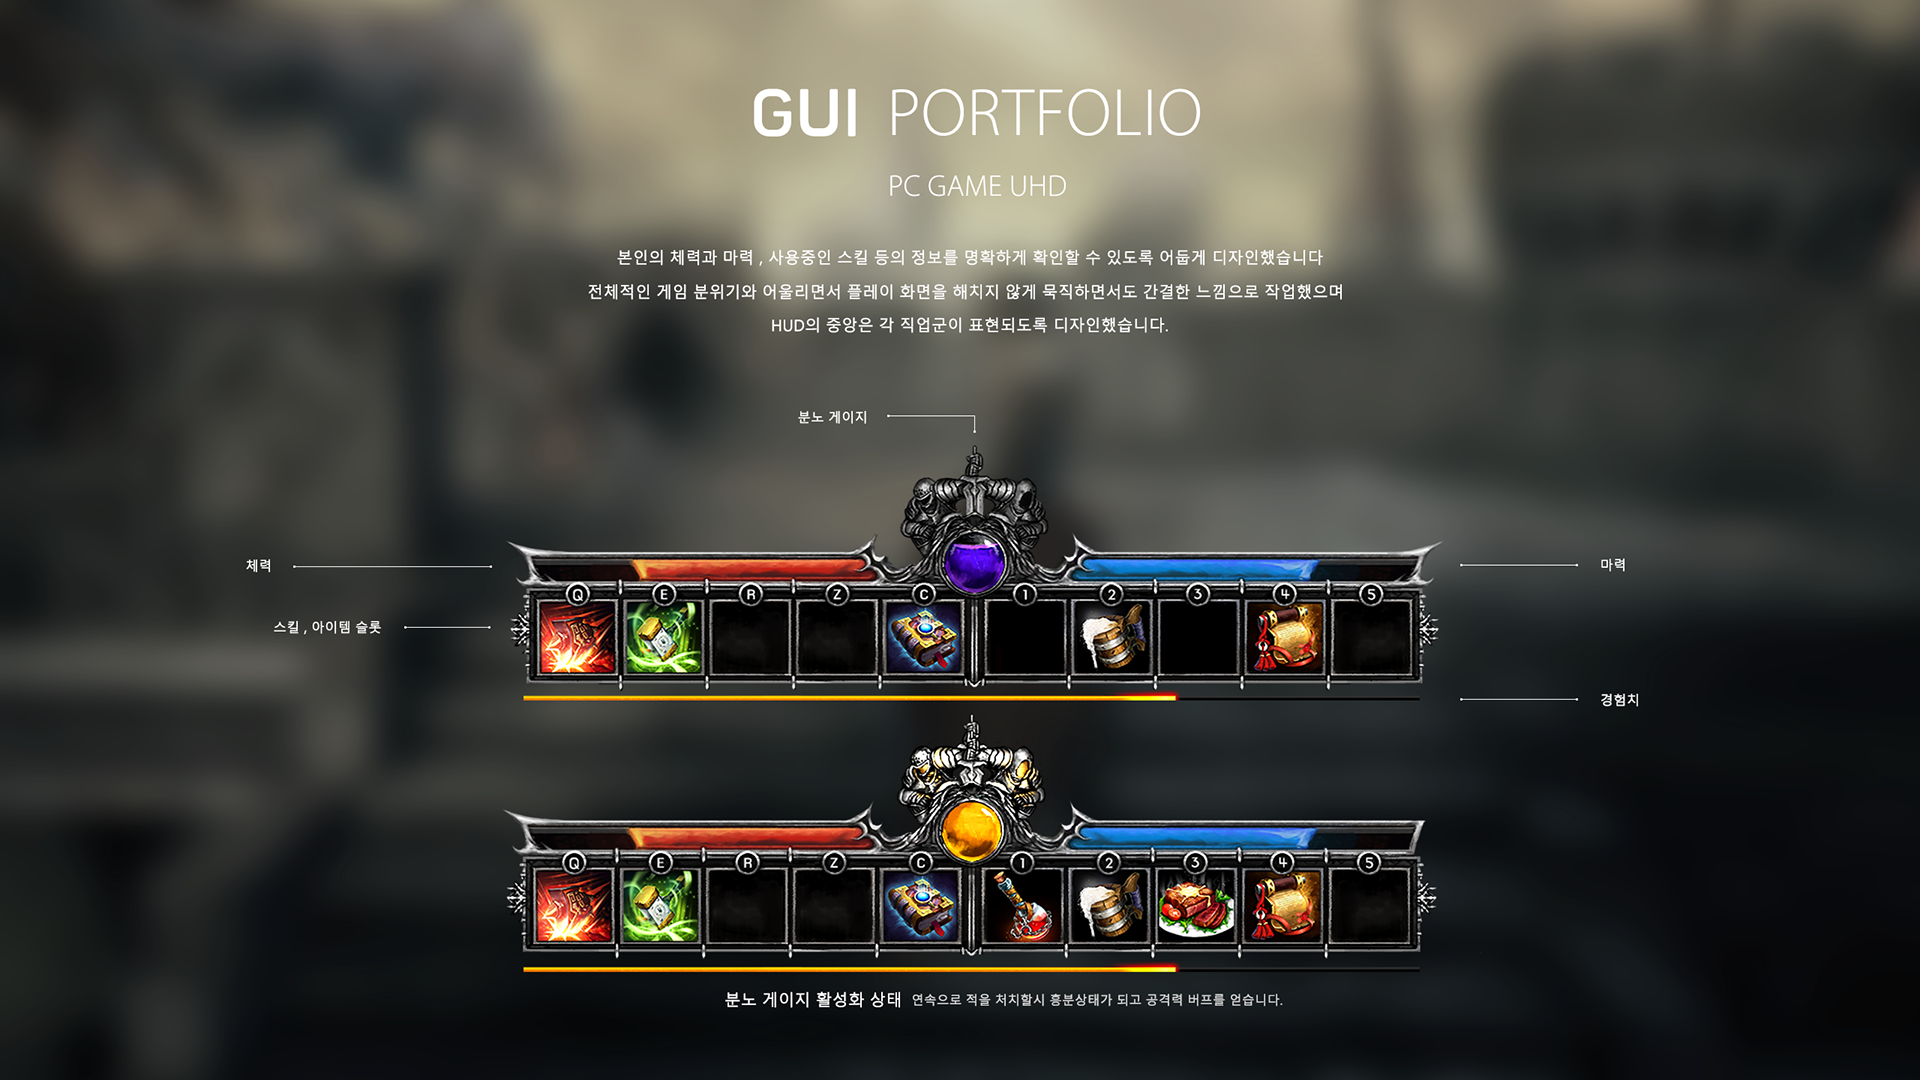 GUI PORTFOLIO
PC GAME UHD
본인의 체력과 마력 , 사용중인 스킬 등의 정보를 명확하게 확인할 수 있도록 어둡게 디자인했습니다
전체적인 게임 분위기와 어울리면서 플레이 화면을 해치지 않게 묵직하면서도 간결한 느낌으로 작업했으며
HUD의 중앙은 각 직업군이 표현되도록 디자인했습니다.
분노 게이지
체력
마력
Q E R Z C 1 2 3 4 5
스킬 , 아이템 슬롯
경험치
Q E R Z C 1 2 3 4 5
분노 게이지 활성화 상태 연속으로 적을 처치할시 흥분상태가 되고 공격력 버프를 얻습니다.